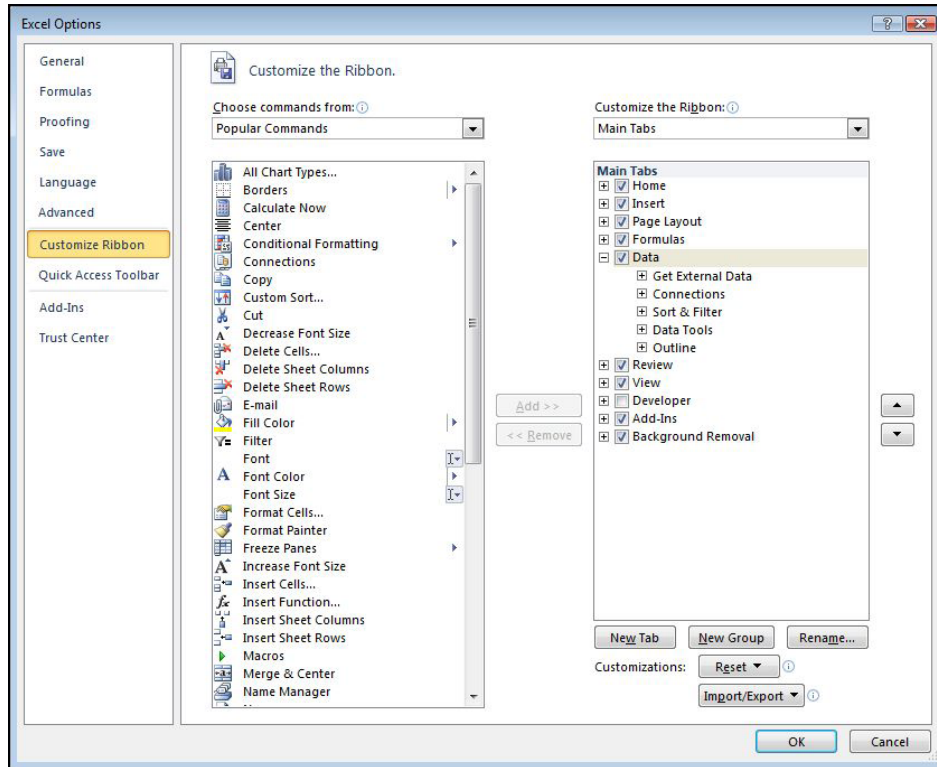 Excel Options
General
Formulas
Proofing
Save
Language
Advanced
Customize Ribbon
Quick Access Toolbar
Add-Ins
Trust Center
Customize the Ribbon.
Choose commands from:
Popular Commands
All Chart Types...
Borders
Calculate Now
Center
Conditional Formatting
Connections
Copy
Custom Sort...
Cut
Decrease Font Size
Delete Cells...
Delete Sheet Columns
Delete Sheet Rows
E-mail
Fill Color
Filter
Font
Font Color
Font Size
Format Cells...
Format Painter
Freeze Panes
Increase Font Size
Insert Cells...
Insert Function...
Insert Sheet Columns
Insert Sheet Rows
Macros
Merge & Center
Name Manager
Add >>
<< Remove
Customize the Ribbon:
Main Tabs
Main Tabs
Home
Insert
Page Layout
Formulas
Data
Get External Data
Connections
Sort & Filter
Data Tools
Outline
Review
View
Developer
Add-Ins
Background Removal
New Tab
New Group
Rename...
Customizations:
Reset
Import/Export
OK
Cancel